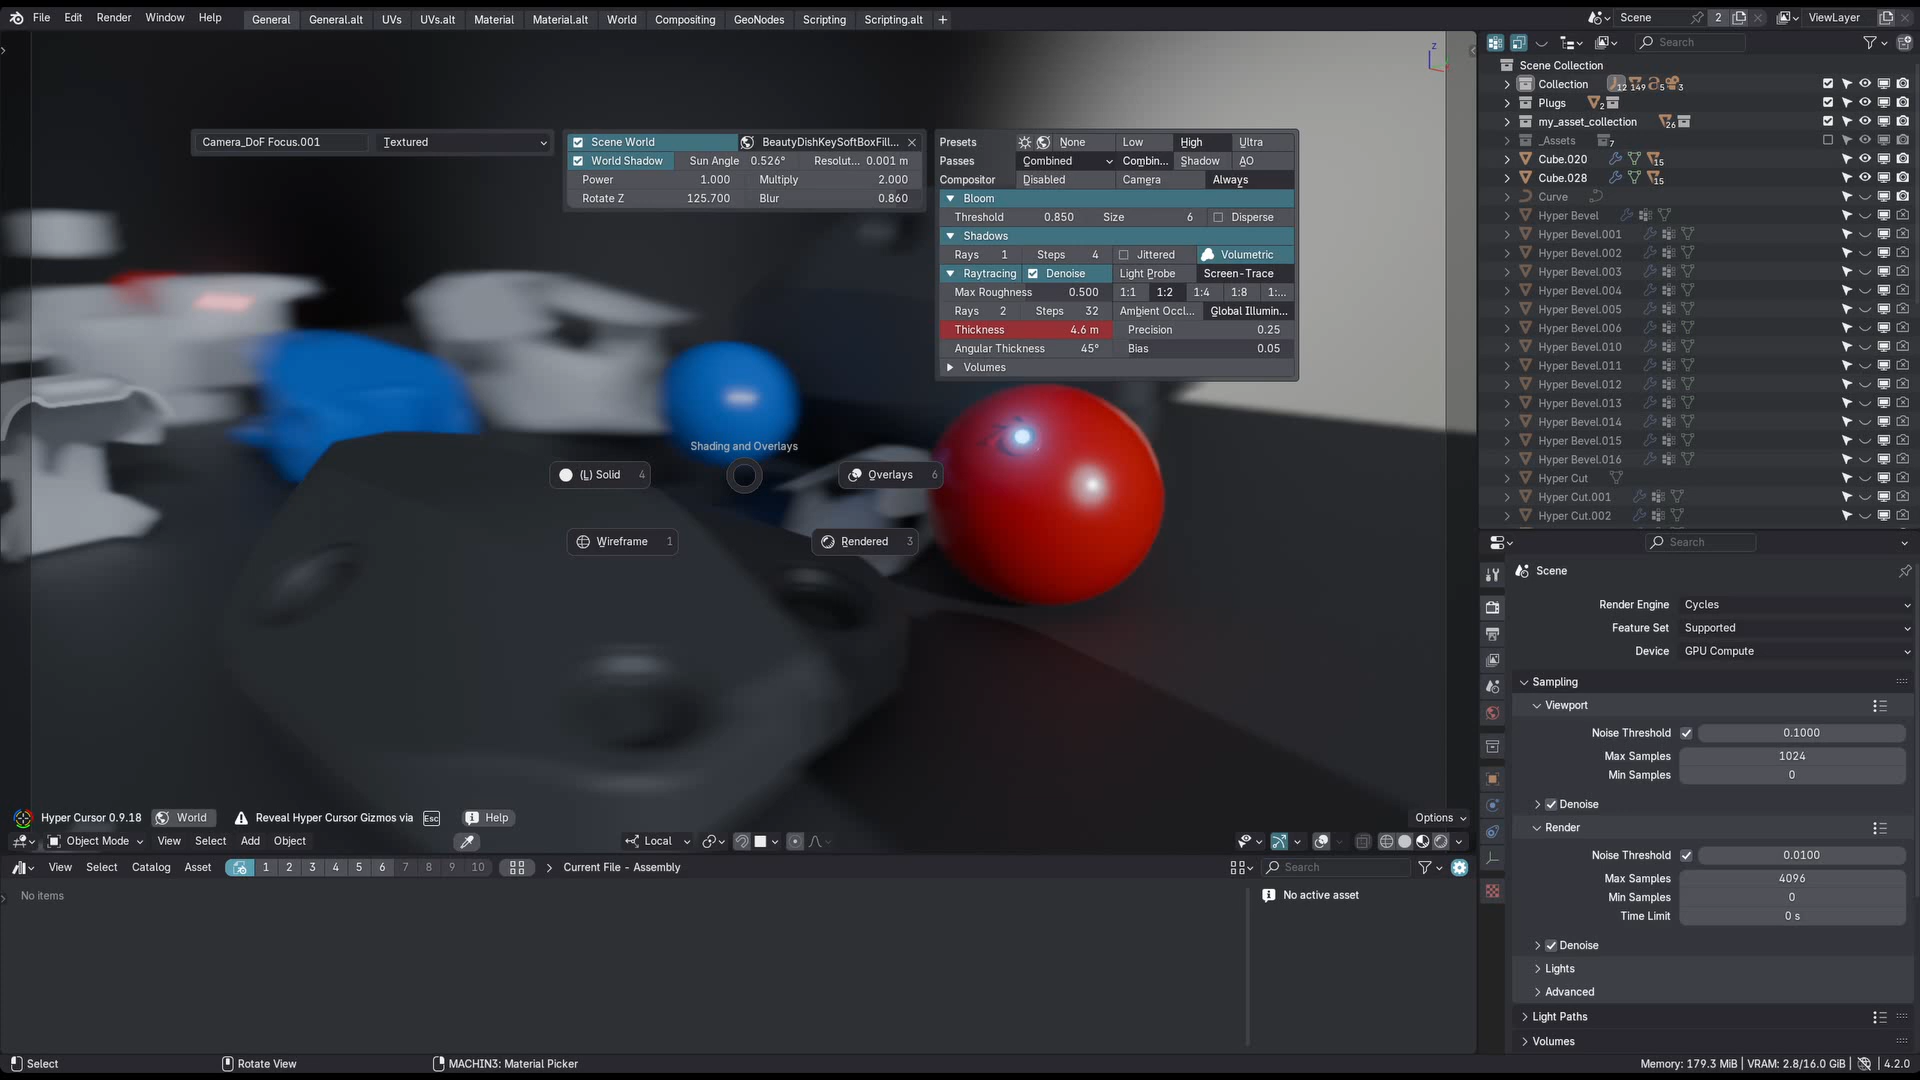 File Edit Render Window Help General General.alt UVs UVs.alt Material Material.alt World Compositing GeoNodes Scripting Scripting.alt + Scene 2 ViewLayer
Search
Z
Scene Collection
Collection 12 149 5 3
Plugs 2
my_asset_collection 26
_Assets 7
Cube.020 15
Cube.028 15
Curve
Hyper Bevel
Hyper Bevel.001
Hyper Bevel.002
Hyper Bevel.003
Hyper Bevel.004
Hyper Bevel.005
Hyper Bevel.006
Hyper Bevel.010
Hyper Bevel.011
Hyper Bevel.012
Hyper Bevel.013
Hyper Bevel.014
Hyper Bevel.015
Hyper Bevel.016
Hyper Cut
Hyper Cut.001
Hyper Cut.002
Camera_DoF Focus.001 Textured
Scene World BeautyDishKeySoftBoxFill...
World Shadow Sun Angle 0.526° Resolut... 0.001 m
Power 1.000 Multiply 2.000
Rotate Z 125.700 Blur 0.860
Presets None Low High Ultra
Passes Combined Combin... Shadow AO
Compositor Disabled Camera Always
Bloom
Threshold 0.850 Size 6 Disperse
Shadows
Rays 1 Steps 4 Jittered Volumetric
Raytracing Denoise Light Probe Screen-Trace
Max Roughness 0.500 1:1 1:2 1:4 1:8 1:...
Rays 2 Steps 32 Ambient Occl... Global Illumin...
Thickness 4.6 m Precision 0.25
Angular Thickness 45° Bias 0.05
Volumes
Shading and Overlays
(L) Solid 4 Overlays 6
Wireframe 1 Rendered 3
Search
Scene
Render Engine Cycles
Feature Set Supported
Device GPU Compute
Sampling
Viewport
Noise Threshold 0.1000
Max Samples 1024
Min Samples 0
Denoise
Render
Noise Threshold 0.0100
Max Samples 4096
Min Samples 0
Time Limit 0 s
Denoise
Lights
Advanced
Light Paths
Volumes
Hyper Cursor 0.9.18 World Reveal Hyper Cursor Gizmos via Esc Help Options
Object Mode View Select Add Object Local
View Select Catalog Asset 1 2 3 4 5 6 7 8 9 10 Current File - Assembly Search
No items No active asset
Select Rotate View MACHIN3: Material Picker Memory: 179.3 MiB | VRAM: 2.8/16.0 GiB | 4.2.0